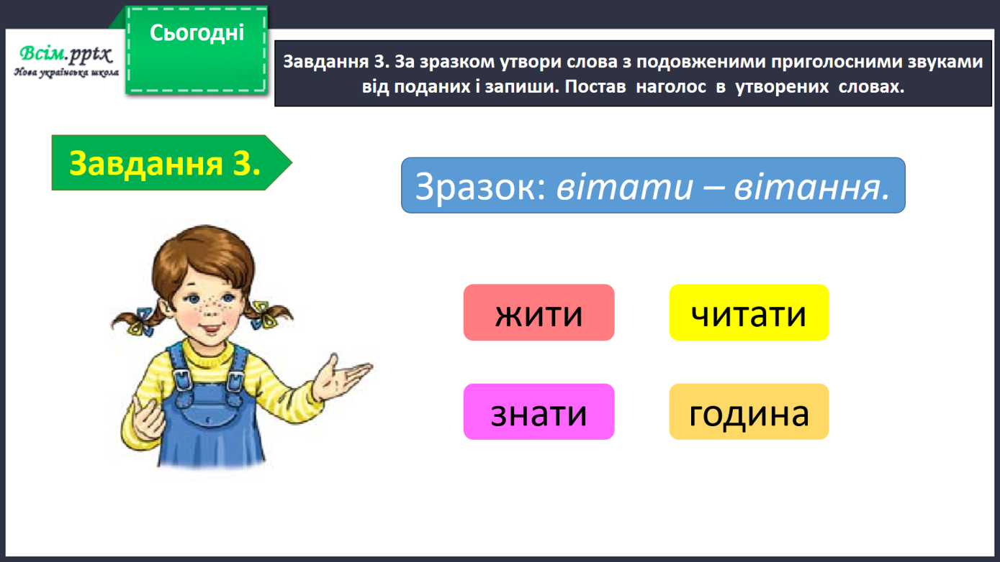 Сьогодні
Всім.pptx
Нова українська школа
Завдання 3. За зразком утвори слова з подовженими приголосними звуками
від поданих і запиши. Постав наголос в утворених словах.
Завдання 3.
Зразок: вітати – вітання.
жити
читати
знати
година